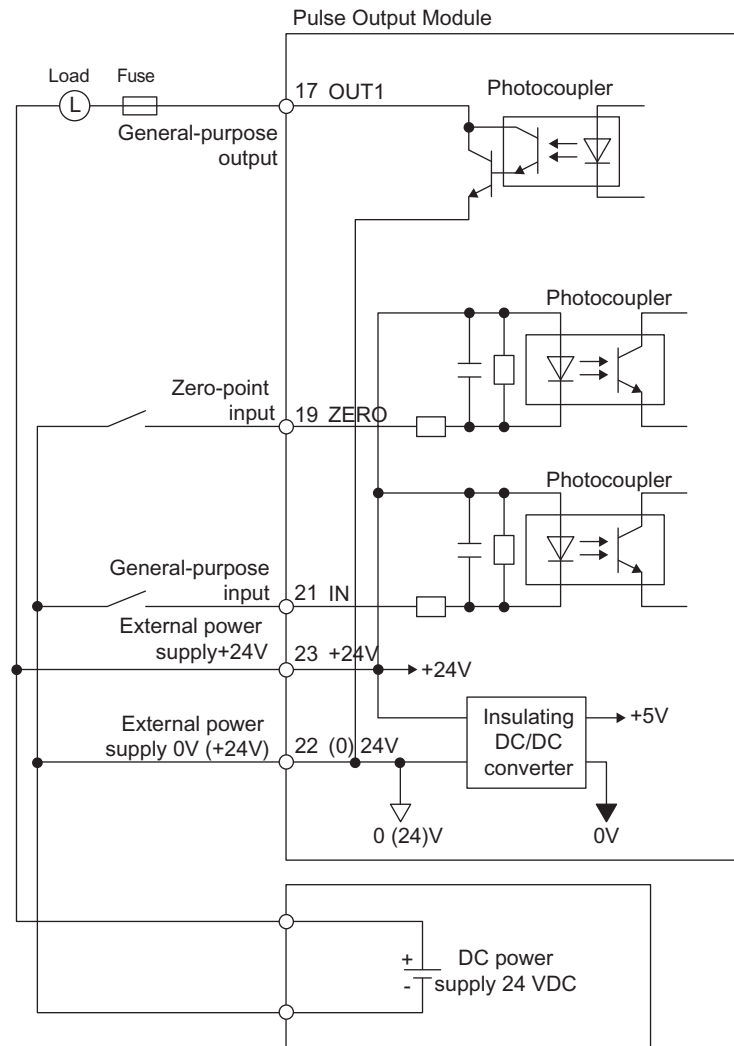 Pulse Output Module
Load
Fuse
L
17 OUT1
Photocoupler
General-purpose
output
Photocoupler
Zero-point
input
19 ZERO
Photocoupler
General-purpose
input
21 IN
External power
supply+24V
23 +24V
+24V
External power
supply 0V (+24V)
22 (0) 24V
Insulating
DC/DC
converter
+5V
0 (24)V
0V
+
-
DC power
supply 24 VDC